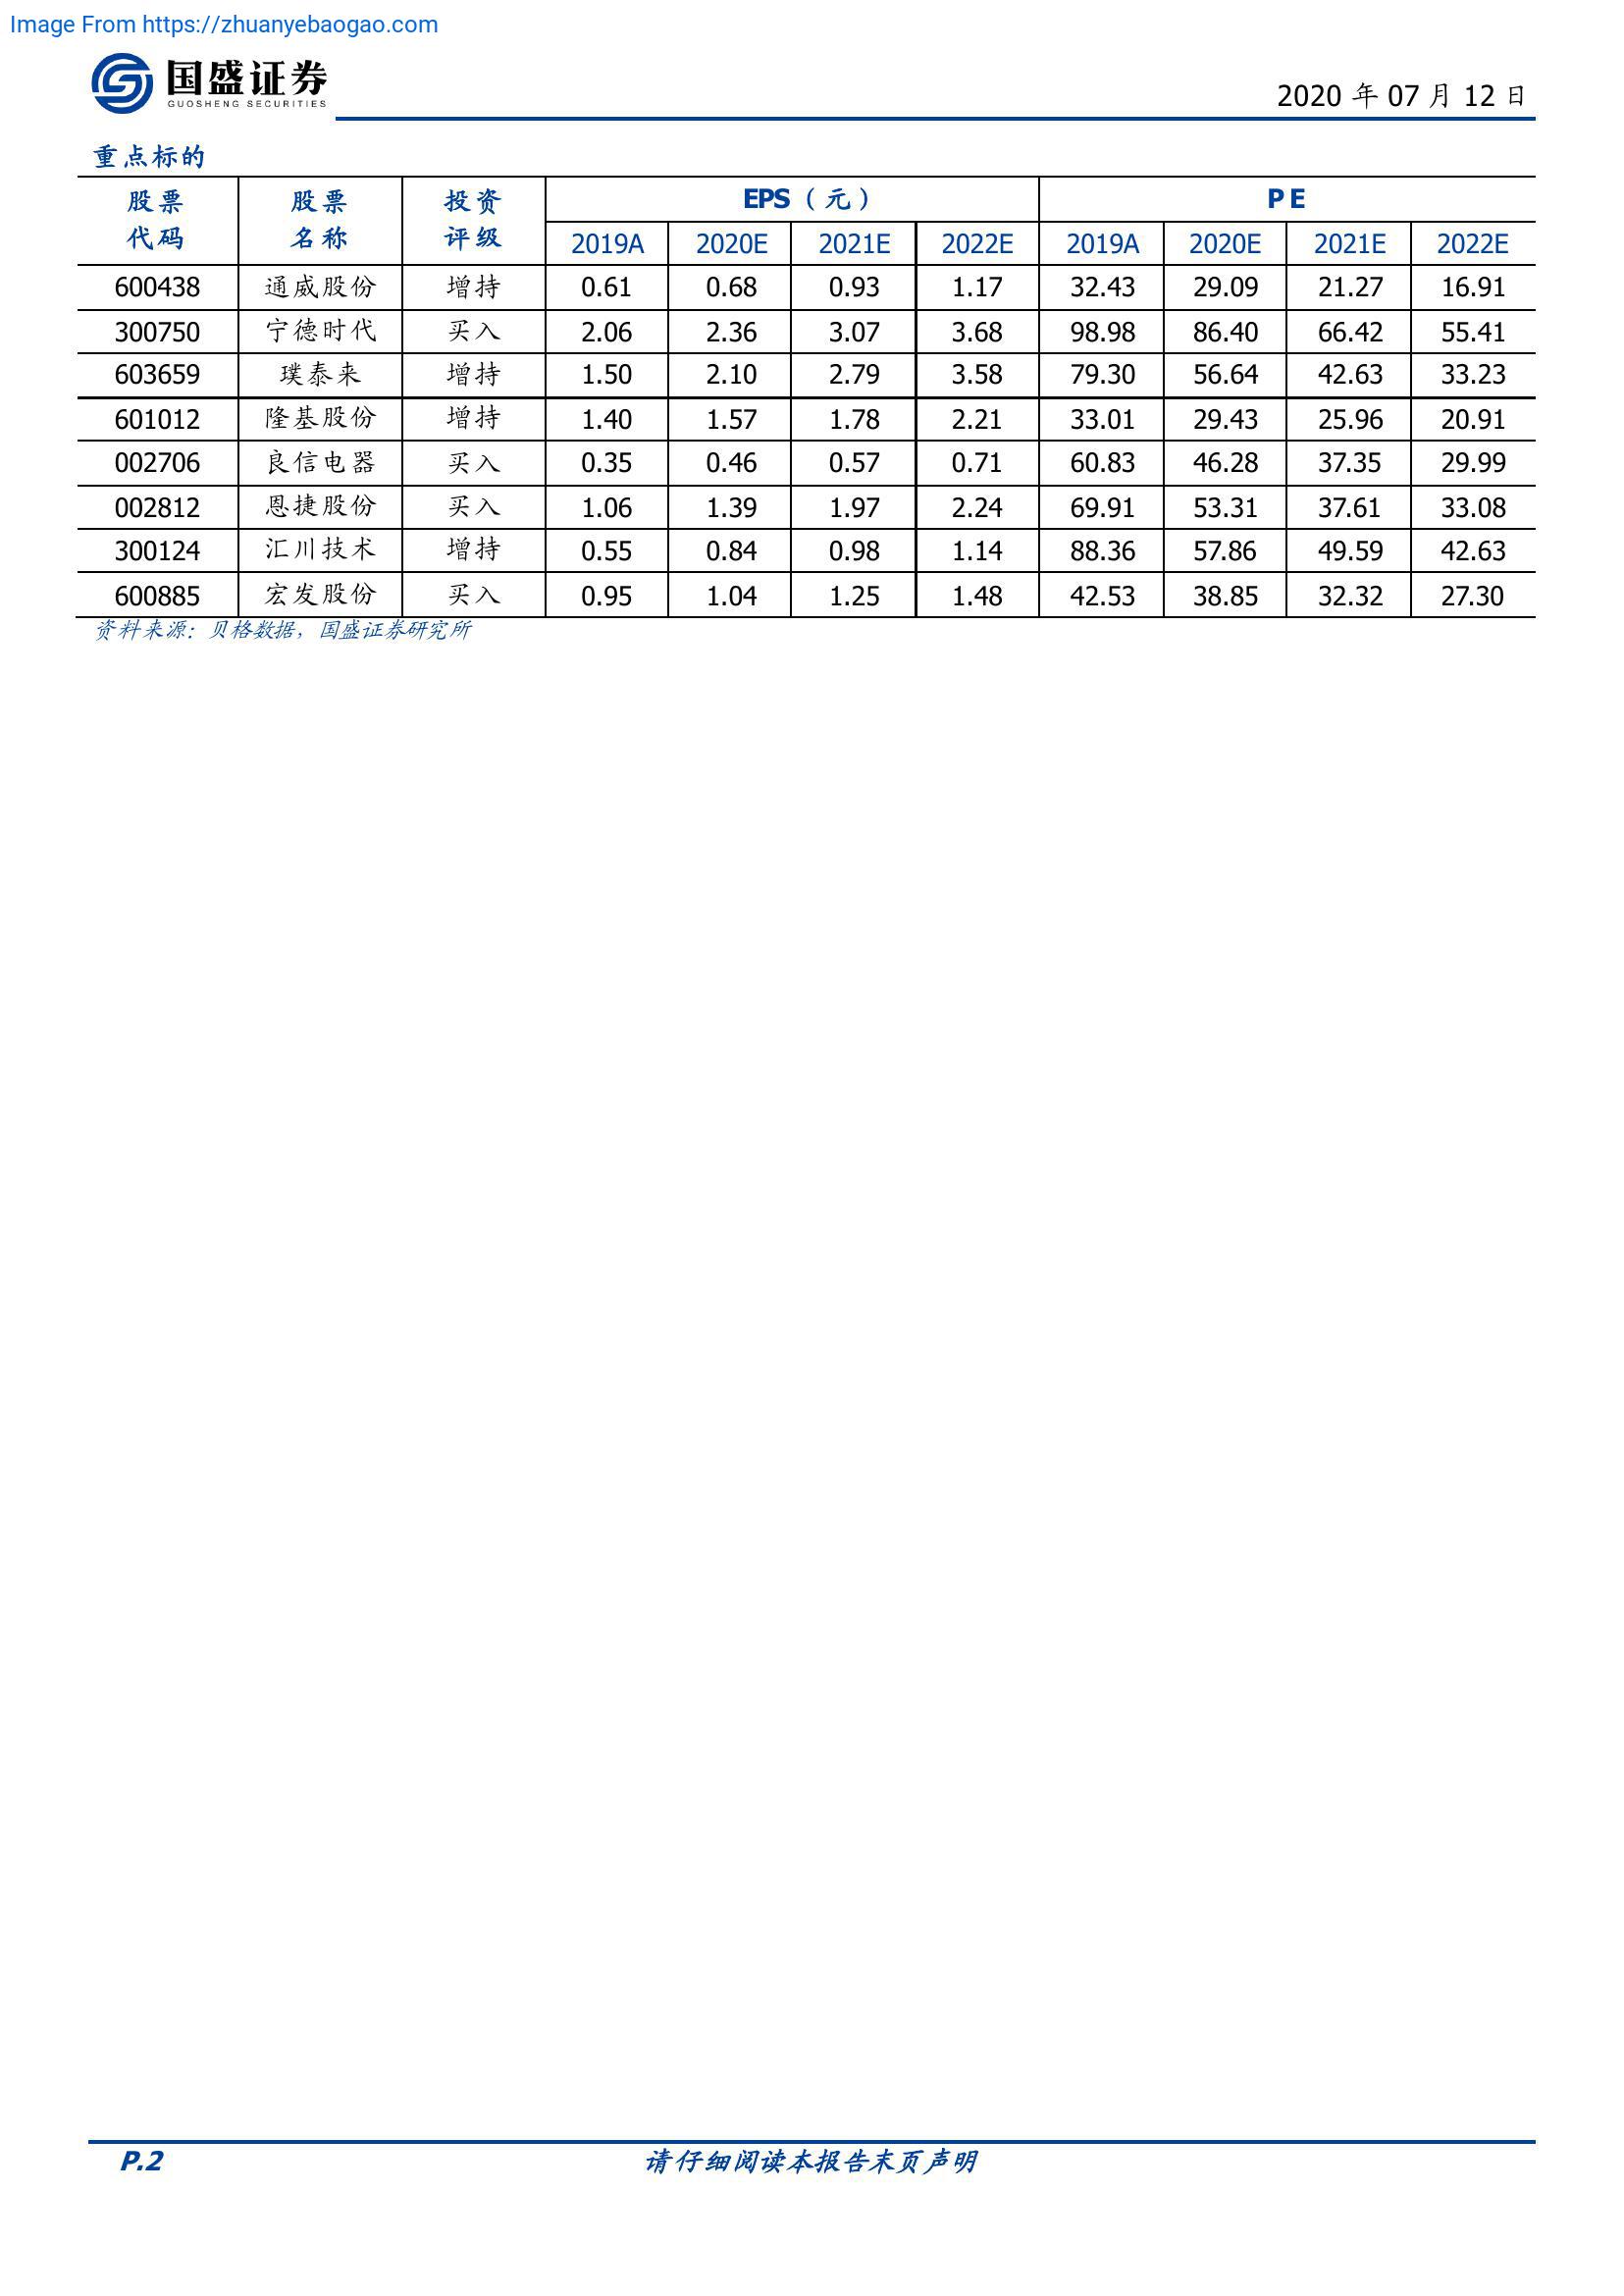 Image From https://zhuanyebaogao.com
国盛证券
GUOSHENG SECURITIES
2020 年 07 月 12 日
重点标的
股票代码 股票名称 投资评级 EPS（元） PE
2019A 2020E 2021E 2022E 2019A 2020E 2021E 2022E
600438 通威股份 增持 0.61 0.68 0.93 1.17 32.43 29.09 21.27 16.91
300750 宁德时代 买入 2.06 2.36 3.07 3.68 98.98 86.40 66.42 55.41
603659 璞泰来 增持 1.50 2.10 2.79 3.58 79.30 56.64 42.63 33.23
601012 隆基股份 增持 1.40 1.57 1.78 2.21 33.01 29.43 25.96 20.91
002706 良信电器 买入 0.35 0.46 0.57 0.71 60.83 46.28 37.35 29.99
002812 恩捷股份 买入 1.06 1.39 1.97 2.24 69.91 53.31 37.61 33.08
300124 汇川技术 增持 0.55 0.84 0.98 1.14 88.36 57.86 49.59 42.63
600885 宏发股份 买入 0.95 1.04 1.25 1.48 42.53 38.85 32.32 27.30
资料来源：贝格数据，国盛证券研究所
P.2 请仔细阅读本报告末页声明